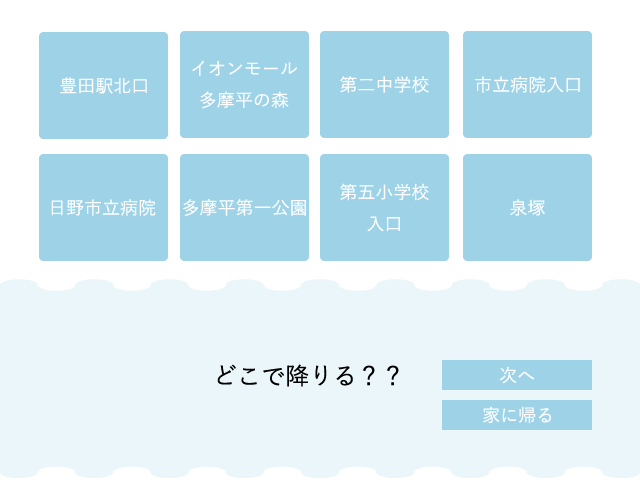 豊田駅北口
イオンモール
多摩平の森
第二中学校
市立病院入口
日野市立病院
多摩平第一公園
第五小学校
入口
泉塚
どこで降りる？？
次へ
家に帰る